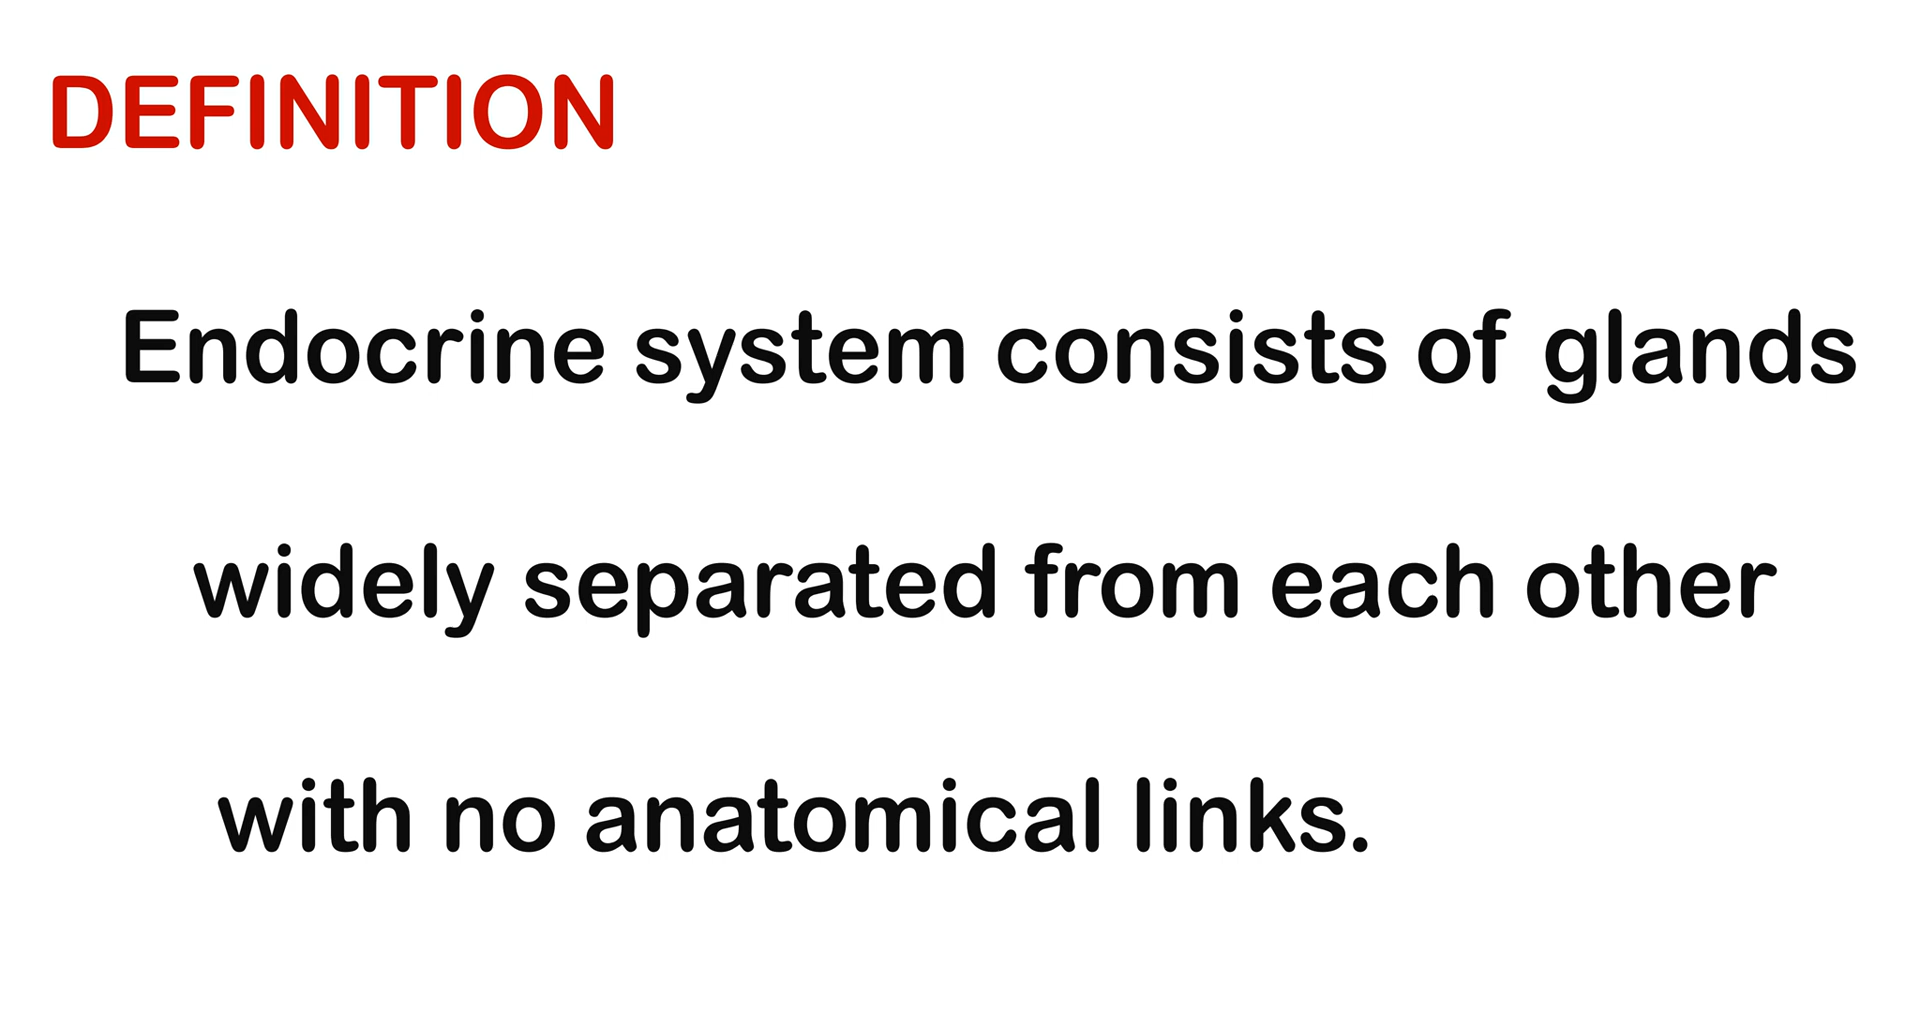 DEFINITION
Endocrine system consists of glands
widely separated from each other
with no anatomical links.